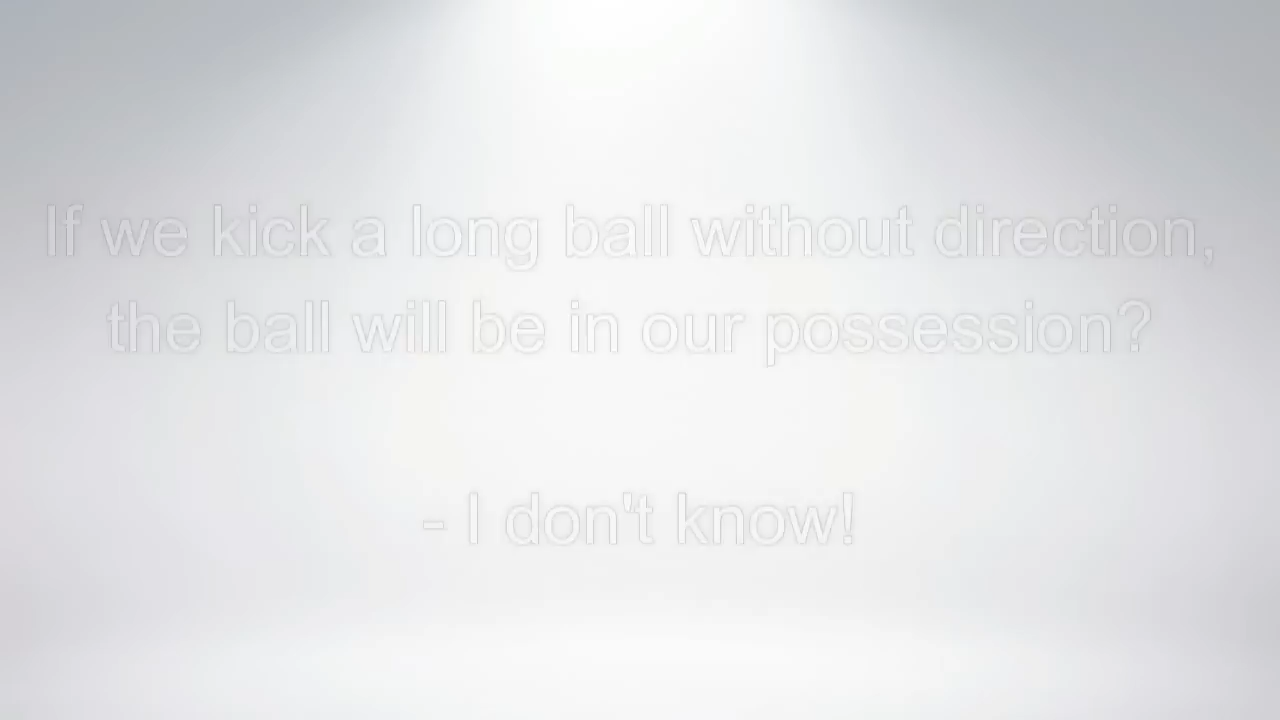 If we kick a long ball without direction,
the ball will be in our possession?
- I don't know!